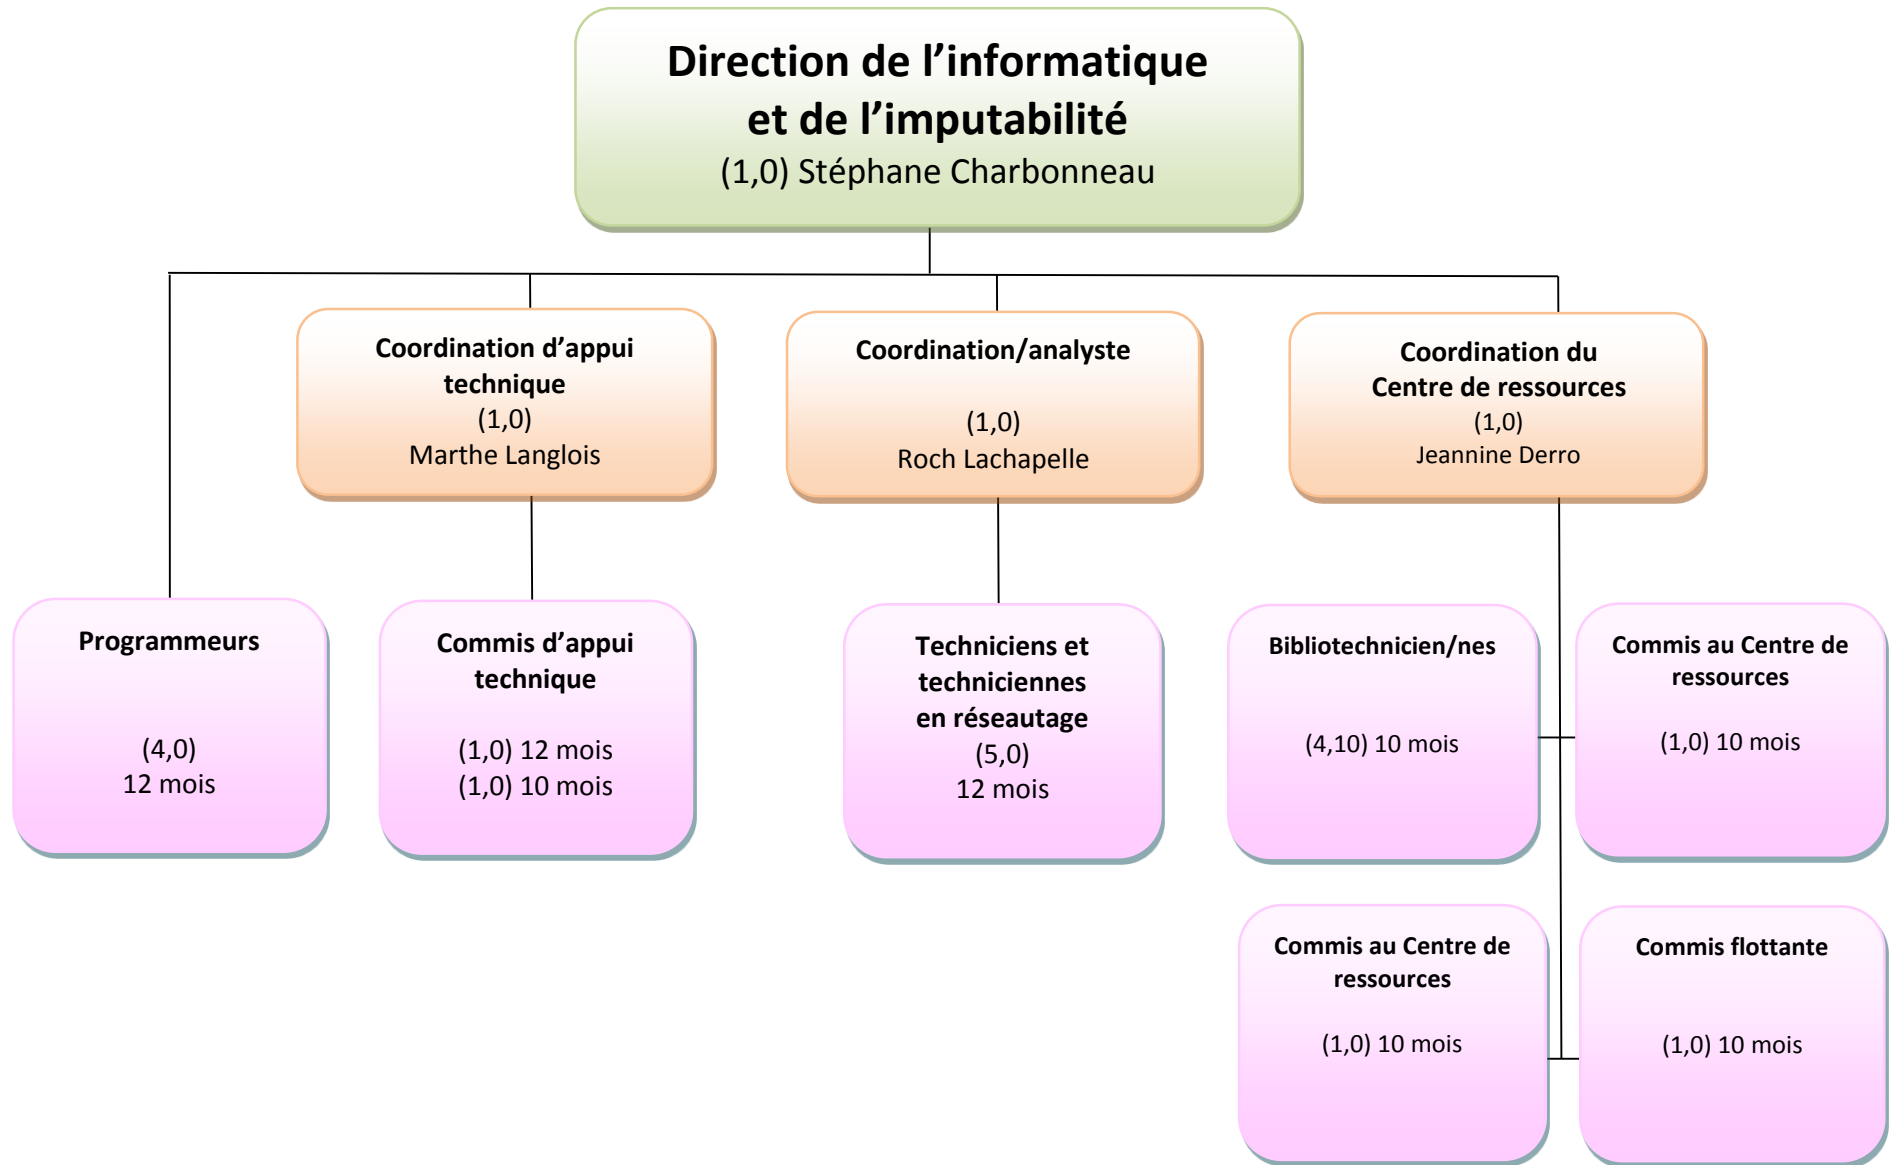 Direction de l’informatique
et de l’imputabilité
(1,0) Stéphane Charbonneau
Coordination d’appui
technique
(1,0)
Marthe Langlois
Coordination/analyste
(1,0)
Roch Lachapelle
Coordination du
Centre de ressources
(1,0)
Jeannine Derro
Programmeurs
(4,0)
12 mois
Commis d’appui
technique
(1,0) 12 mois
(1,0) 10 mois
Techniciens et
techniciennes
en réseautage
(5,0)
12 mois
Bibliotechnicien/nes
(4,10) 10 mois
Commis au Centre de
ressources
(1,0) 10 mois
Commis au Centre de
ressources
(1,0) 10 mois
Commis flottante
(1,0) 10 mois